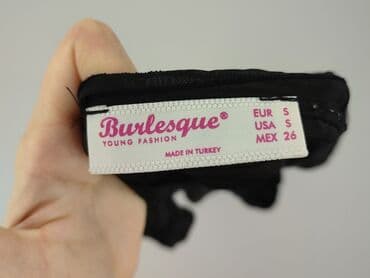 Burlesque®
YOUNG FASHION
MADE IN TURKEY
EUR S
USA S
MEX 26